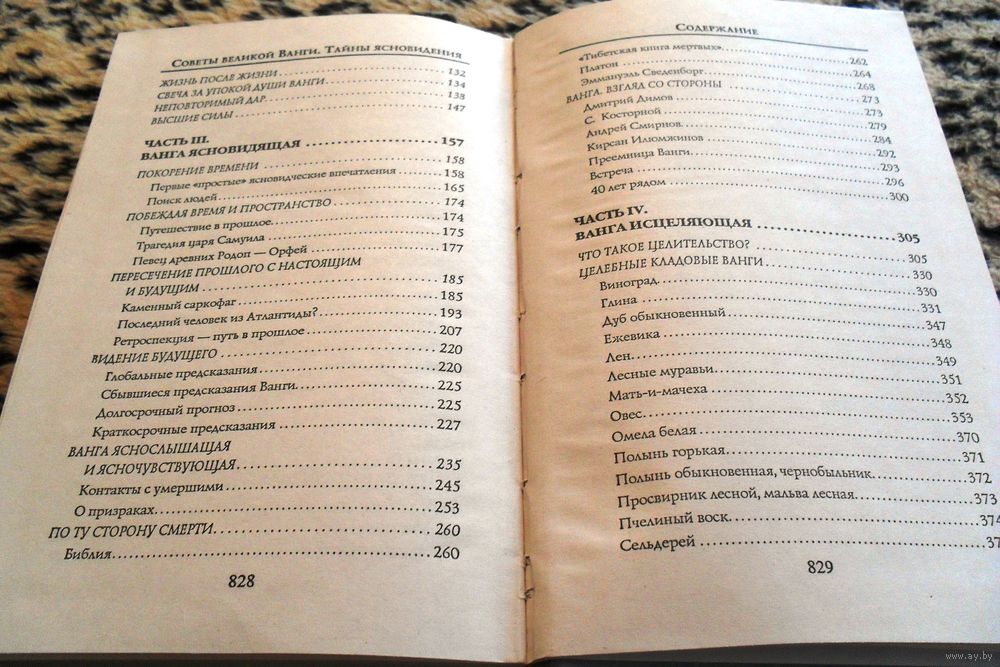 СОВЕТЫ ВЕЛИКОЙ ВАНГИ. ТАЙНЫ ЯСНОВИДЕНИЯ
ЖИЗНЬ ПОСЛЕ ЖИЗНИ 132
СВЕЧА ЗА УПОКОЙ ДУШИ ВАНГИ 134
НЕПОВТОРИМЫЙ ДАР 138
ВЫСШИЕ СИЛЫ 147
ЧАСТЬ III.
ВАНГА ЯСНОВИДЯЩАЯ 157
ПОКОРЕНИЕ ВРЕМЕНИ 158
Первые «простые» ясновидческие впечатления 158
Поиск людей 165
ПОБЕЖДАЯ ВРЕМЯ И ПРОСТРАНСТВО 174
Путешествие в прошлое 174
Трагедия царя Самуила 175
Певец древних Родоп — Орфей 177
ПЕРЕСЕЧЕНИЕ ПРОШЛОГО С НАСТОЯЩИМ
И БУДУЩИМ 185
Каменный саркофаг 185
Последний человек из Атлантиды? 193
Ретроспекция — путь в прошлое 207
ВИДЕНИЕ БУДУЩЕГО 220
Глобальные предсказания 220
Сбывшиеся предсказания Ванги 225
Долгосрочный прогноз 225
Краткосрочные предсказания 227
ВАНГА ЯСНОСЛЫШАЩАЯ
И ЯСНОЧУВСТВУЮЩАЯ 235
Контакты с умершими 245
О призраках 253
ПО ТУ СТОРОНУ СМЕРТИ 260
Библия 260
828
СОДЕРЖАНИЕ
«Тибетская книга мертвых» 262
Платон 264
Эммануэль Сведенборг 268
ВАНГА. ВЗГЛЯД СО СТОРОНЫ 273
Дмитрий Димов 273
С. Косторной 279
Андрей Смирнов 284
Кирсан Илюмжинов 292
Преемница Ванги 293
Встреча 296
40 лет рядом 300
ЧАСТЬ IV.
ВАНГА ИСЦЕЛЯЮЩАЯ 305
ЧТО ТАКОЕ ЦЕЛИТЕЛЬСТВО? 305
ЦЕЛЕБНЫЕ КЛАДОВЫЕ ВАНГИ 330
Виноград 330
Глина 331
Дуб обыкновенный 347
Ежевика 348
Лен 349
Лесные муравьи 351
Мать-и-мачеха 352
Овес 353
Омела белая 370
Полынь горькая 371
Полынь обыкновенная, чернобыльник 372
Просвирник лесной, мальва лесная 373
Пчелиный воск 374
Сельдерей 37
829
www.ay.by